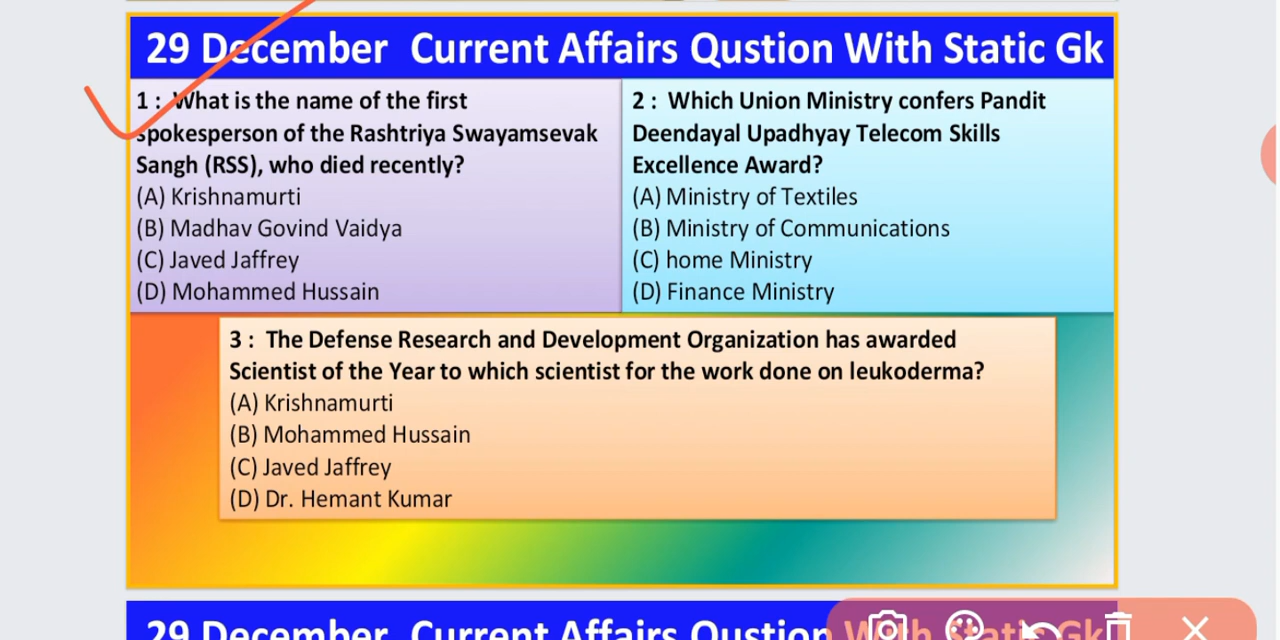 29 December Current Affairs Qustion With Static Gk
1 : What is the name of the first
spokesperson of the Rashtriya Swayamsevak
Sangh (RSS), who died recently?
(A) Krishnamurti
(B) Madhav Govind Vaidya
(C) Javed Jaffrey
(D) Mohammed Hussain
2 : Which Union Ministry confers Pandit
Deendayal Upadhyay Telecom Skills
Excellence Award?
(A) Ministry of Textiles
(B) Ministry of Communications
(C) home Ministry
(D) Finance Ministry
3 : The Defense Research and Development Organization has awarded
Scientist of the Year to which scientist for the work done on leukoderma?
(A) Krishnamurti
(B) Mohammed Hussain
(C) Javed Jaffrey
(D) Dr. Hemant Kumar
29 December Current Affairs Qustion With Static Gk